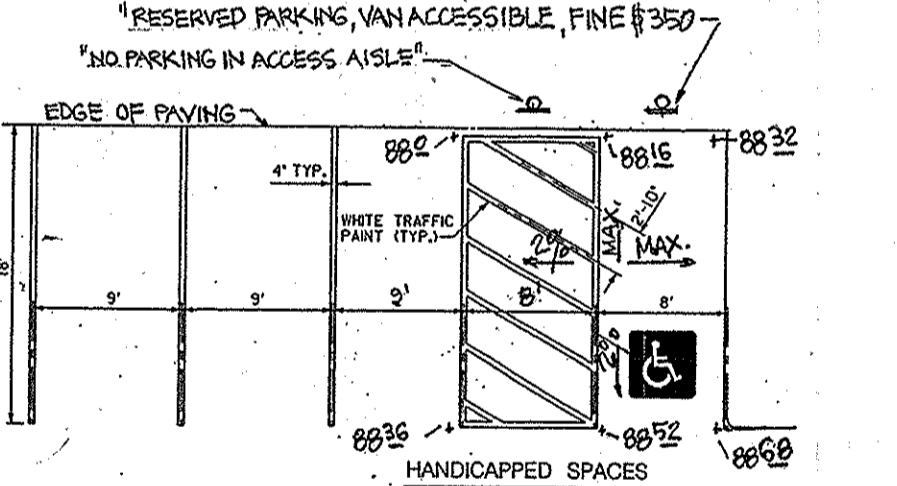 "RESERVED PARKING, VAN ACCESSIBLE, FINE $350
"NO PARKING IN ACCESS AISLE"
EDGE OF PAVING
88 0
88 16
88 32
4" TYP.
WHITE TRAFFIC
PAINT (TYP.)
2'-10"
MAX.
2%
MAX.
18'
9'
9'
9'
8'
8'
2%
88 36
88 52
88 68
HANDICAPPED SPACES